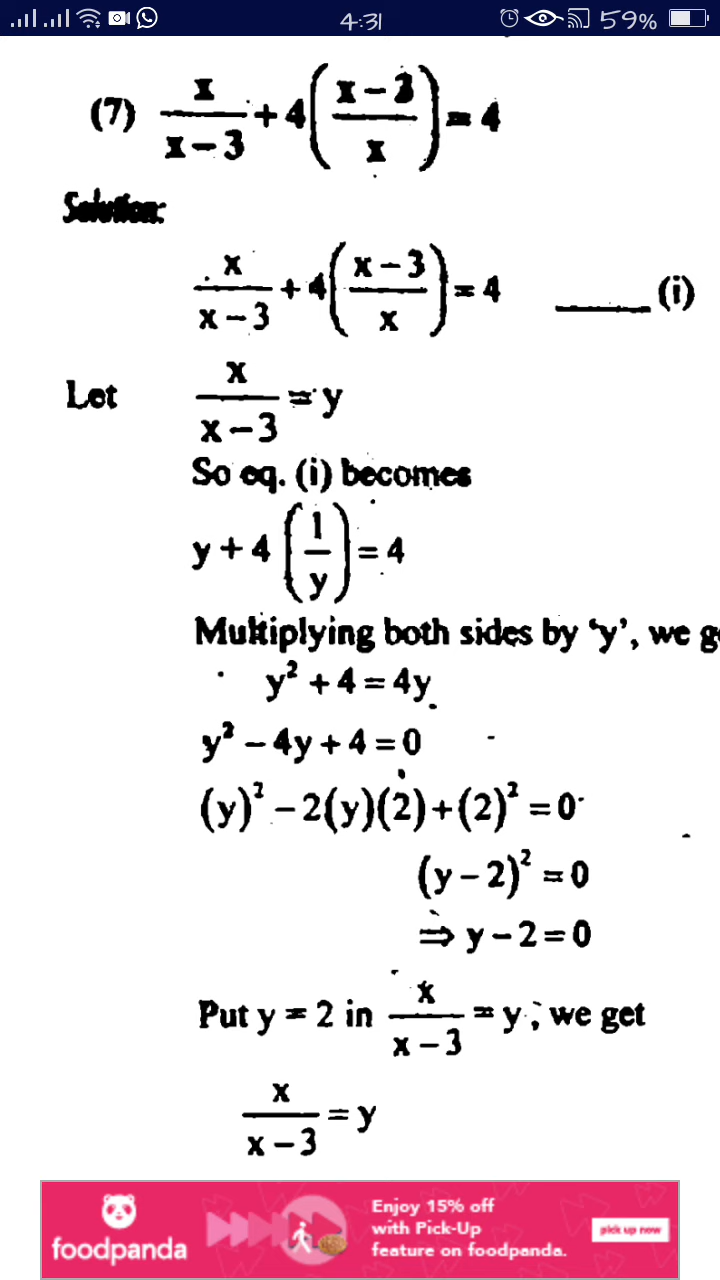 4:31
59%
(7) x/(x-3) + 4((x-3)/x) = 4
Solution:
x/(x-3) + 4((x-3)/x) = 4 ____ (i)
Let x/(x-3) = y
So eq. (i) becomes
y + 4(1/y) = 4
Multiplying both sides by ‘y’, we g
y² + 4 = 4y
y² – 4y + 4 = 0
(y)² – 2(y)(2) + (2)² = 0
(y – 2)² = 0
⇒ y – 2 = 0
Put y = 2 in x/(x-3) = y, we get
x/(x-3) = y
foodpanda
Enjoy 15% off
with Pick-Up
feature on foodpanda.
pick up now